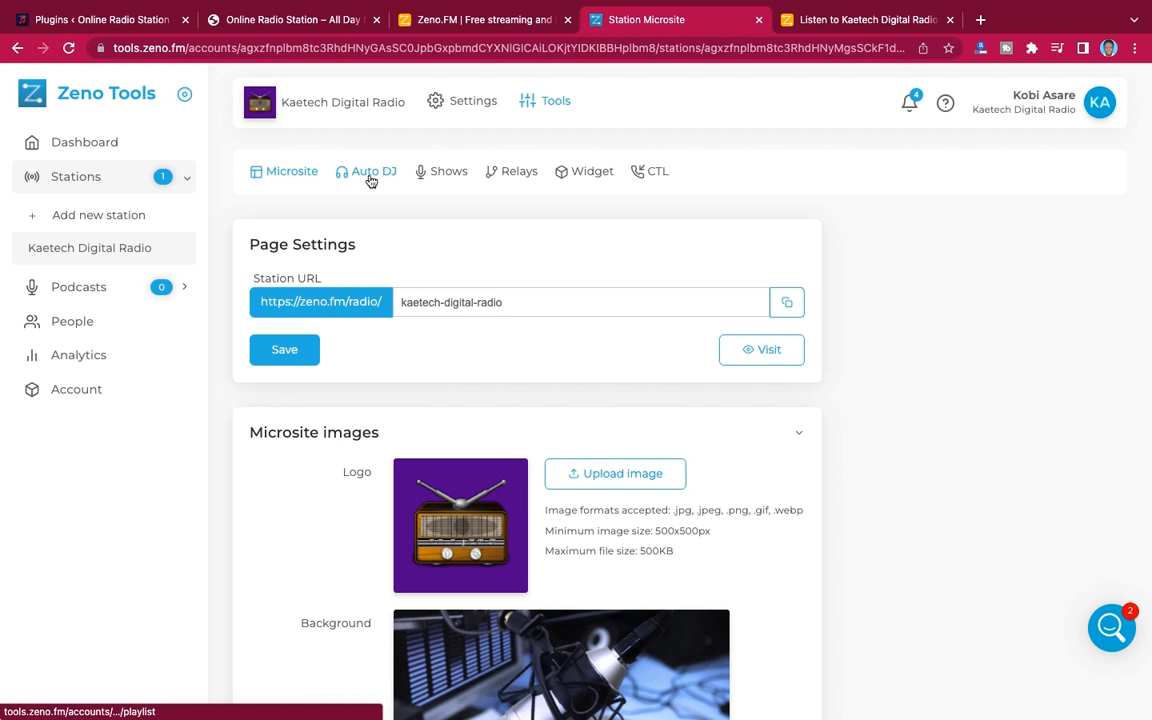 Plugins ‹ Online Radio Station
Online Radio Station – All Day
Zeno.FM | Free streaming and
Station Microsite
Listen to Kaetech Digital Radio
tools.zeno.fm/accounts/agxzfnplbm8tc3RhdHNyGAsSC0JpbGxpbmdCYXNlGICAiLOKjtYIDKIBBHplbm8/stations/agxzfnplbm8tc3RhdHNyMgsSCkF1d...
Zeno Tools
Kaetech Digital Radio
Settings
Tools
4
Kobi Asare
Kaetech Digital Radio
KA
Dashboard
Stations 1
+ Add new station
Kaetech Digital Radio
Podcasts 0
People
Analytics
Account
Microsite
Auto DJ
Shows
Relays
Widget
CTL
Page Settings
Station URL
https://zeno.fm/radio/ kaetech-digital-radio
Save
Visit
Microsite images
Logo
Upload image
Image formats accepted: .jpg, .jpeg, .png, .gif, .webp
Minimum image size: 500x500px
Maximum file size: 500KB
Background
2
tools.zeno.fm/accounts/.../playlist